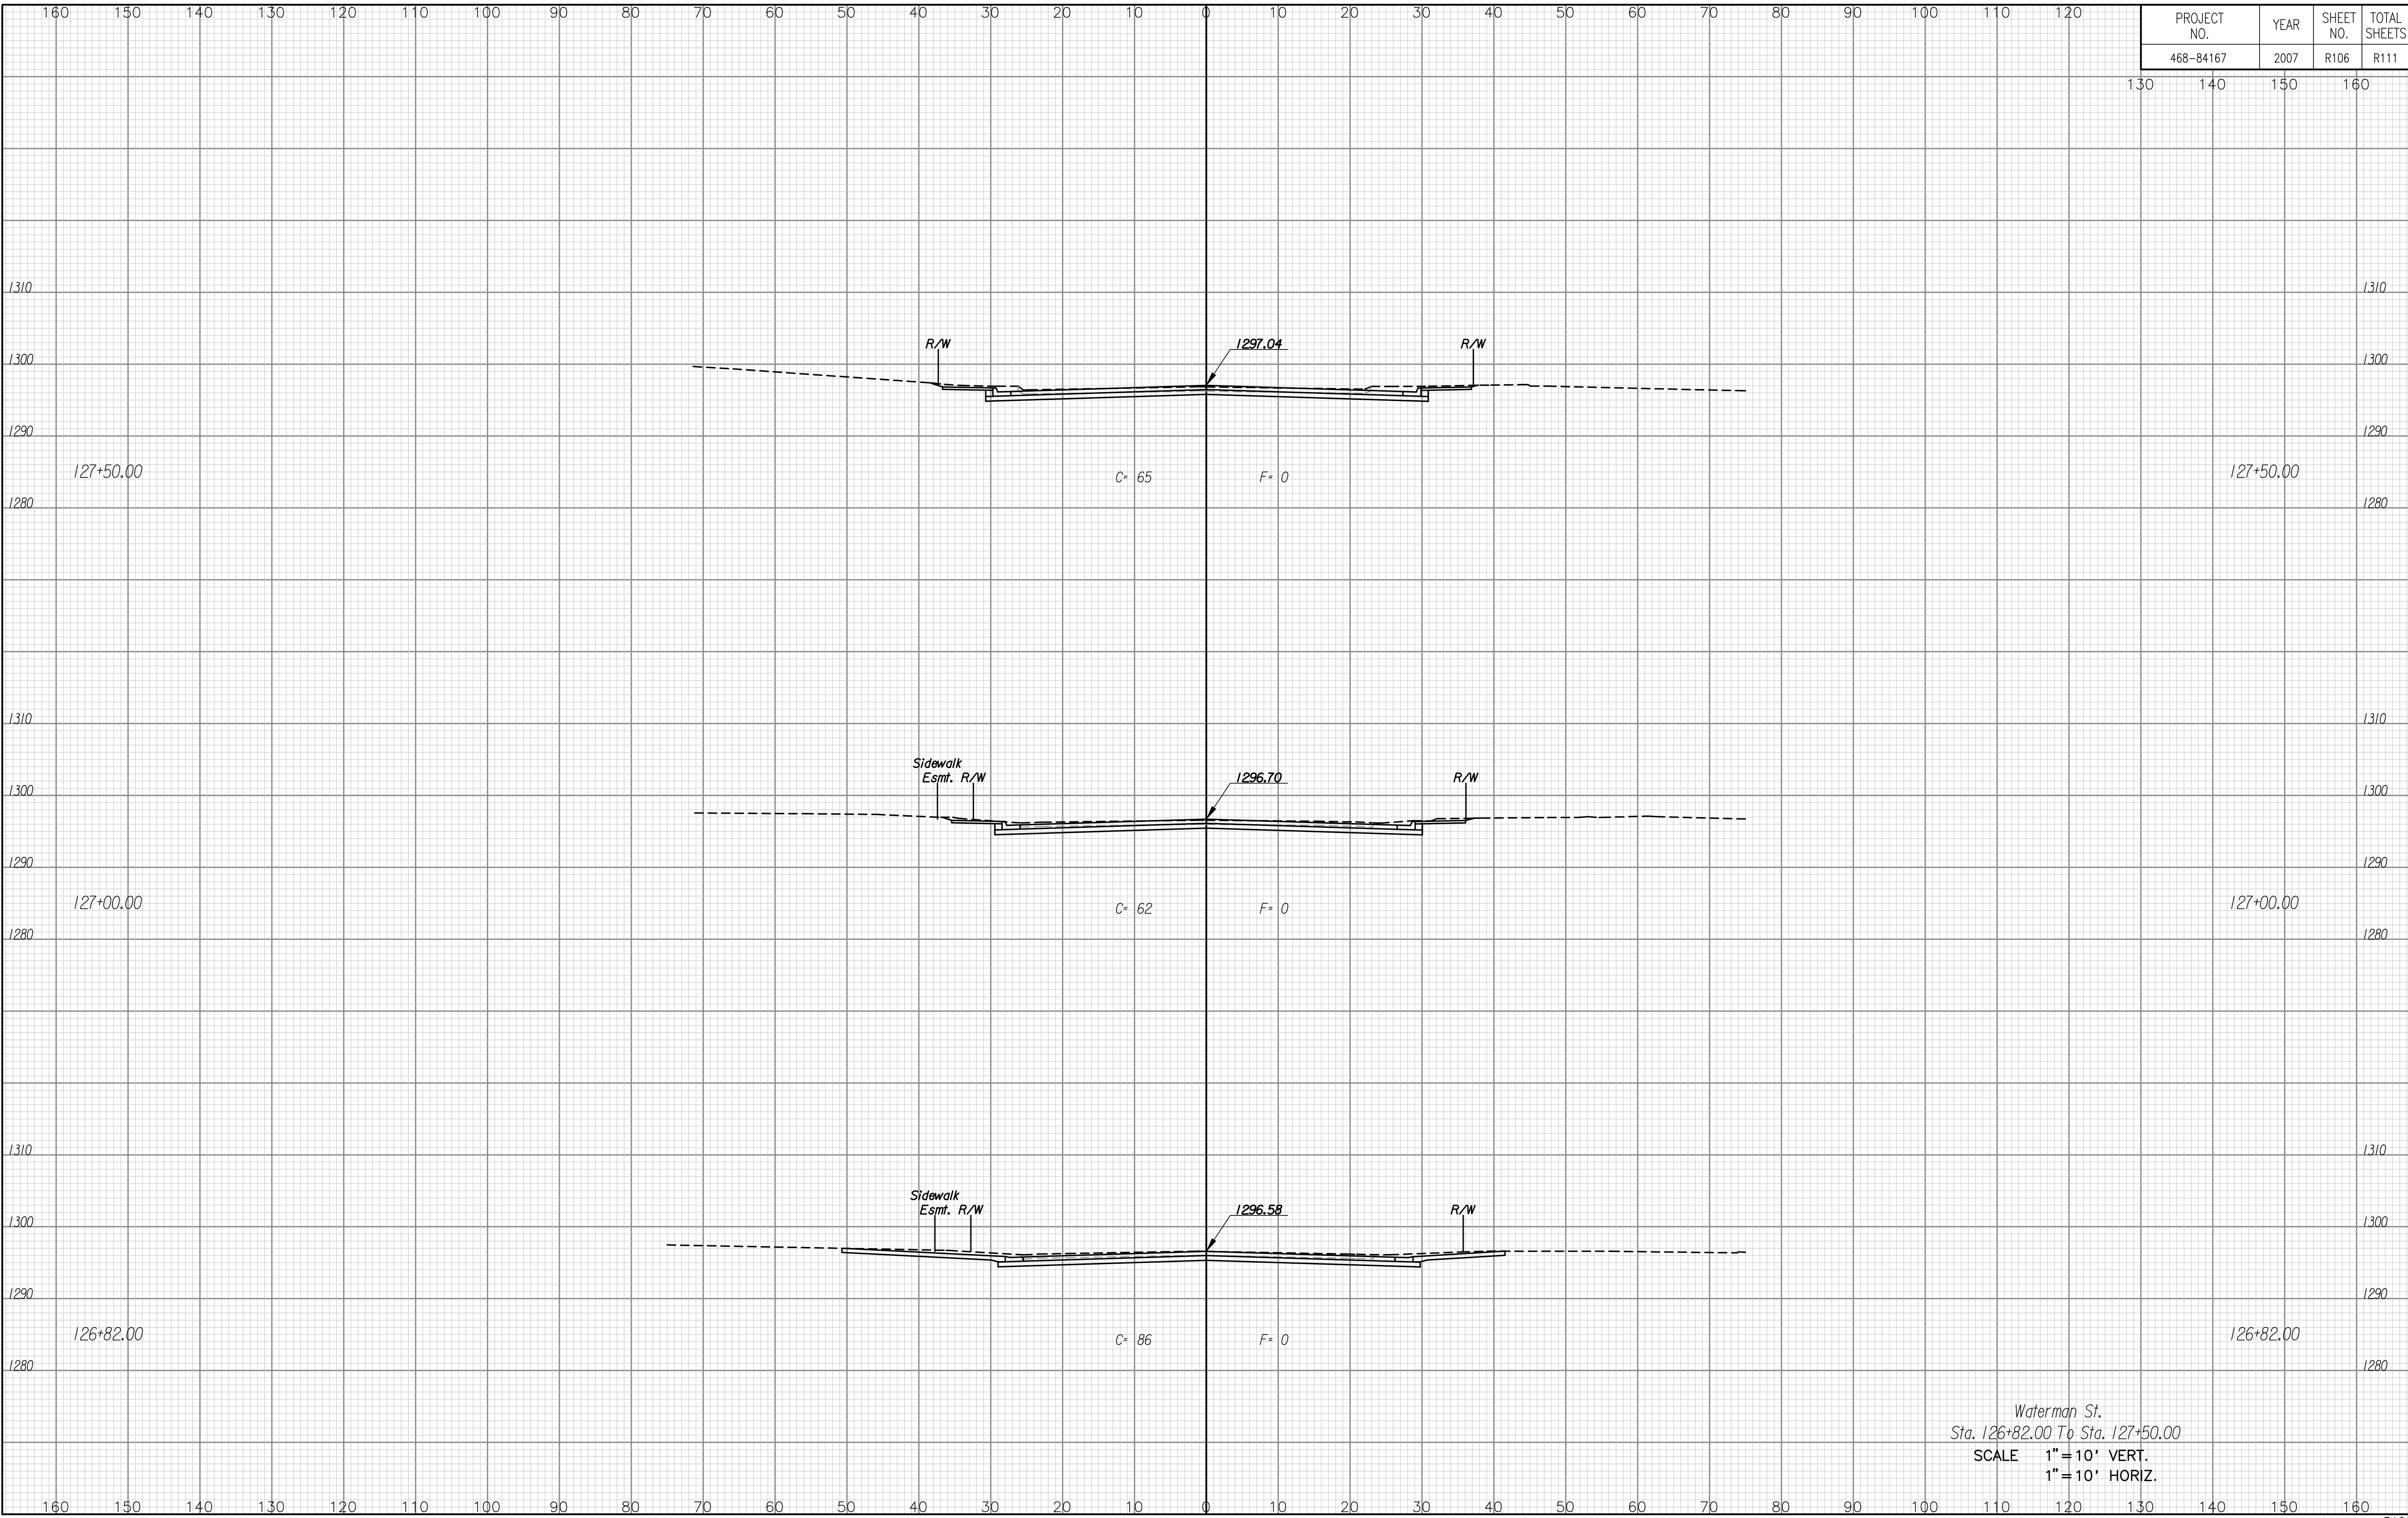 160 150 140 130 120 110 100 90 80 70 60 50 40 30 20 10 0 10 20 30 40 50 60 70 80 90 100 110 120
PROJECT NO. YEAR SHEET NO. TOTAL SHEETS
468-84167 2007 R106 R111
130 140 150 160
1310 1310
R/W 1297.04 R/W
1300 1300
1290 1290
127+50.00 C= 65 F= 0 127+50.00
1280 1280
1310 1310
Sidewalk
Esmt. R/W 1296.70 R/W
1300 1300
1290 1290
127+00.00 C= 62 F= 0 127+00.00
1280 1280
1310 1310
Sidewalk
Esmt. R/W 1296.58 R/W
1300 1300
1290 1290
126+82.00 C= 86 F= 0 126+82.00
1280 1280
Waterman St.
Sta. 126+82.00 To Sta. 127+50.00
SCALE 1"=10' VERT.
1"=10' HORIZ.
160 150 140 130 120 110 100 90 80 70 60 50 40 30 20 10 0 10 20 30 40 50 60 70 80 90 100 110 120 130 140 150 160